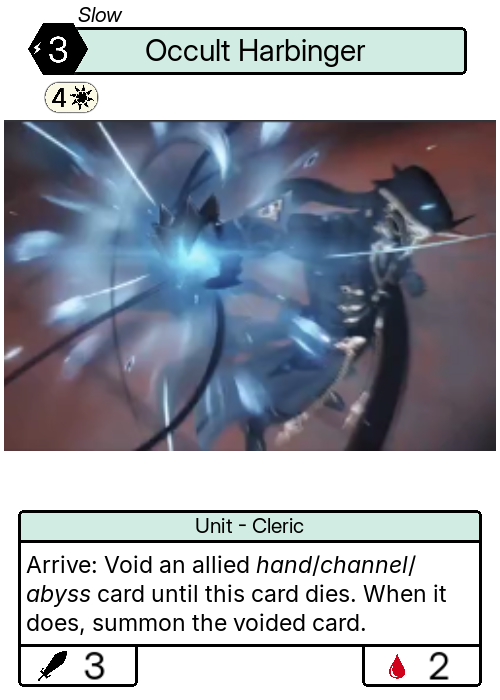 Slow
3
Occult Harbinger
4
Unit - Cleric
Arrive: Void an allied hand/channel/
abyss card until this card dies. When it
does, summon the voided card.
3
2